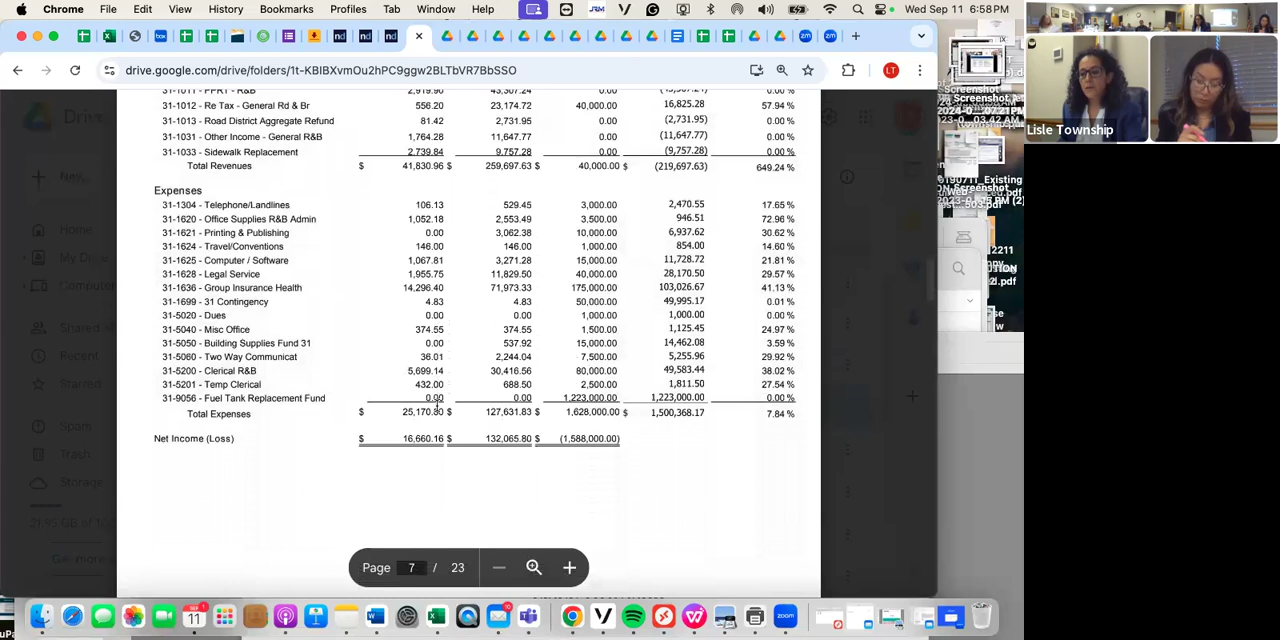 Chrome File Edit View History Bookmarks Profiles Tab Window Help Wed Sep 11 6:58 PM
drive.google.com/drive/folders/1t-KBIBXvmOu2hPC9ggw2BLTbVR7BbSSO LT
31-1012 - Re Tax - General Rd & Br 556.20 23,174.72 40,000.00 16,825.28 57.94 %
31-1013 - Road District Aggregate Refund 81.42 2,731.95 0.00 (2,731.95) 0.00 %
31-1031 - Other Income - General R&B 1,764.28 11,647.77 0.00 (11,647.77) 0.00 %
31-1033 - Sidewalk Replacement 2,739.84 9,757.28 0.00 (9,757.28) 0.00 %
Total Revenues $ 41,830.96 $ 259,697.63 $ 40,000.00 $ (219,697.63) 649.24 %
Expenses
31-1304 - Telephone/Landlines 106.13 529.45 3,000.00 2,470.55 17.65 %
31-1620 - Office Supplies R&B Admin 1,052.18 2,553.49 3,500.00 946.51 72.96 %
31-1621 - Printing & Publishing 0.00 3,062.38 10,000.00 6,937.62 30.62 %
31-1624 - Travel/Conventions 146.00 146.00 1,000.00 854.00 14.60 %
31-1625 - Computer / Software 1,067.81 3,271.28 15,000.00 11,728.72 21.81 %
31-1628 - Legal Service 1,955.75 11,829.50 40,000.00 28,170.50 29.57 %
31-1636 - Group Insurance Health 14,296.40 71,973.33 175,000.00 103,026.67 41.13 %
31-1699 - 31 Contingency 4.83 4.83 50,000.00 49,995.17 0.01 %
31-5020 - Dues 0.00 0.00 1,000.00 1,000.00 0.00 %
31-5040 - Misc Office 374.55 374.55 1,500.00 1,125.45 24.97 %
31-5050 - Building Supplies Fund 31 0.00 537.92 15,000.00 14,462.08 3.59 %
31-5060 - Two Way Communicat 36.01 2,244.04 7,500.00 5,255.96 29.92 %
31-5200 - Clerical R&B 5,699.14 30,416.56 80,000.00 49,583.44 38.02 %
31-5201 - Temp Clerical 432.00 688.50 2,500.00 1,811.50 27.54 %
31-9056 - Fuel Tank Replacement Fund 0.00 0.00 1,223,000.00 1,223,000.00 0.00 %
Total Expenses $ 25,170.80 $ 127,631.83 $ 1,628,000.00 $ 1,500,368.17 7.84 %
Net Income (Loss) $ 16,660.16 $ 132,065.80 $ (1,588,000.00)
Page 7 / 23
Home
Shared
Recent
Starred
Spam
Trash
Storage
Lisle Township
Screenshot